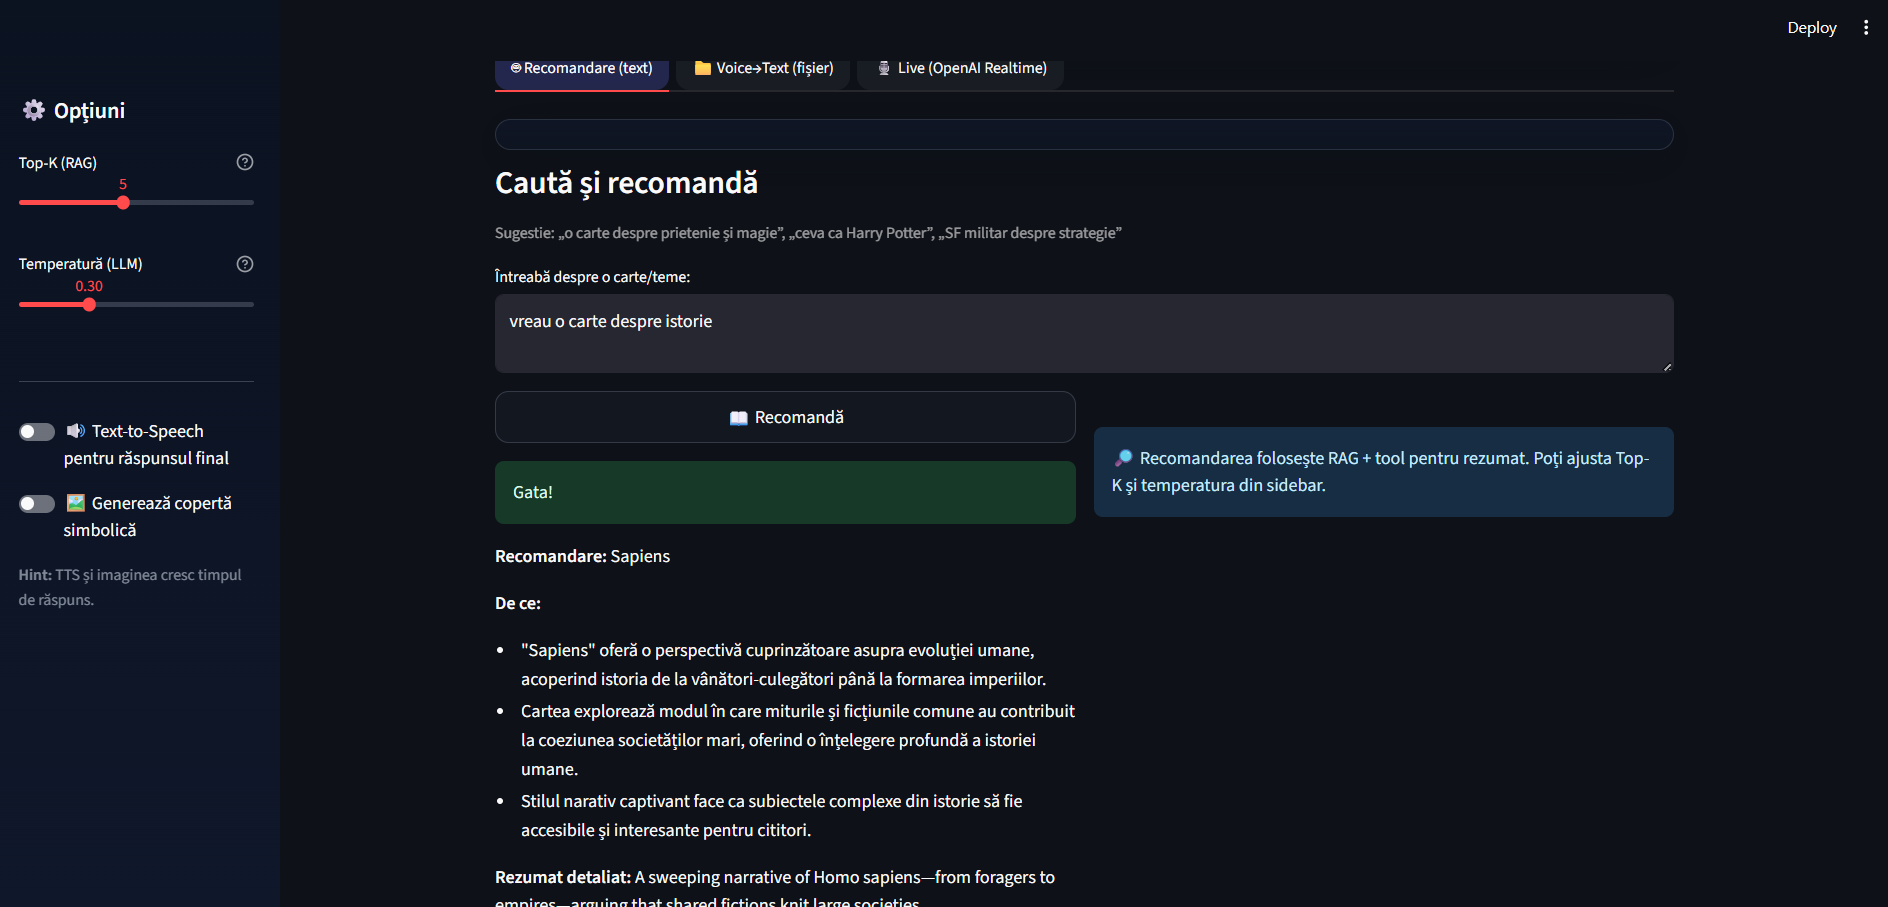 Deploy
Opțiuni
Top-K (RAG)
5
Temperatură (LLM)
0.30
Text-to-Speech
pentru răspunsul final
Generează copertă
simbolică
Hint: TTS și imaginea cresc timpul
de răspuns.
Recomandare (text)
Voice→Text (fișier)
Live (OpenAI Realtime)
Caută și recomandă
Sugestie: „o carte despre prietenie și magie”, „ceva ca Harry Potter”, „SF militar despre strategie”
Întreabă despre o carte/teme:
vreau o carte despre istorie
Recomandă
Gata!
Recomandarea folosește RAG + tool pentru rezumat. Poți ajusta Top-
K și temperatura din sidebar.
Recomandare: Sapiens
De ce:
• "Sapiens" oferă o perspectivă cuprinzătoare asupra evoluției umane,
acoperind istoria de la vânători-culegători până la formarea imperiilor.
• Cartea explorează modul în care miturile și ficțiunile comune au contribuit
la coeziunea societăților mari, oferind o înțelegere profundă a istoriei
umane.
• Stilul narativ captivant face ca subiectele complexe din istorie să fie
accesibile și interesante pentru cititori.
Rezumat detaliat: A sweeping narrative of Homo sapiens—from foragers to
empires—arguing that shared fictions knit large societies